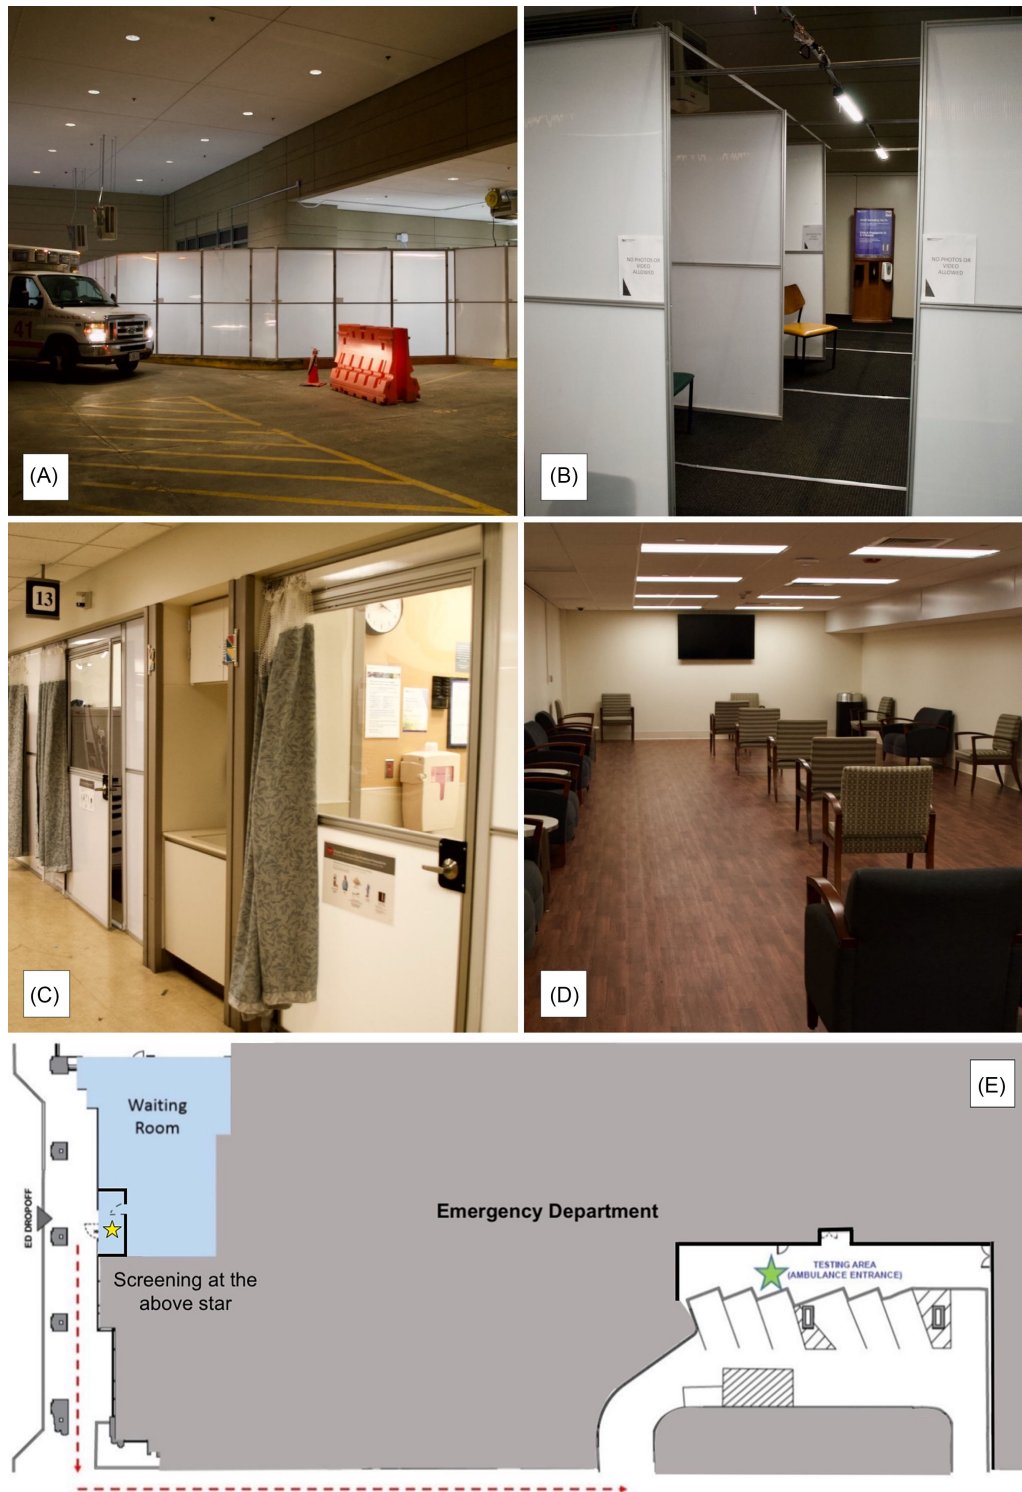 41
(A)
NO PHOTOS OR
VIDEO
ALLOWED
NO PHOTOS OR
VIDEO
ALLOWED
(B)
13
(C)
(D)
(E)
Waiting
Room
ED DROPOFF
Emergency Department
Screening at the
above star
TESTING AREA
(AMBULANCE ENTRANCE)